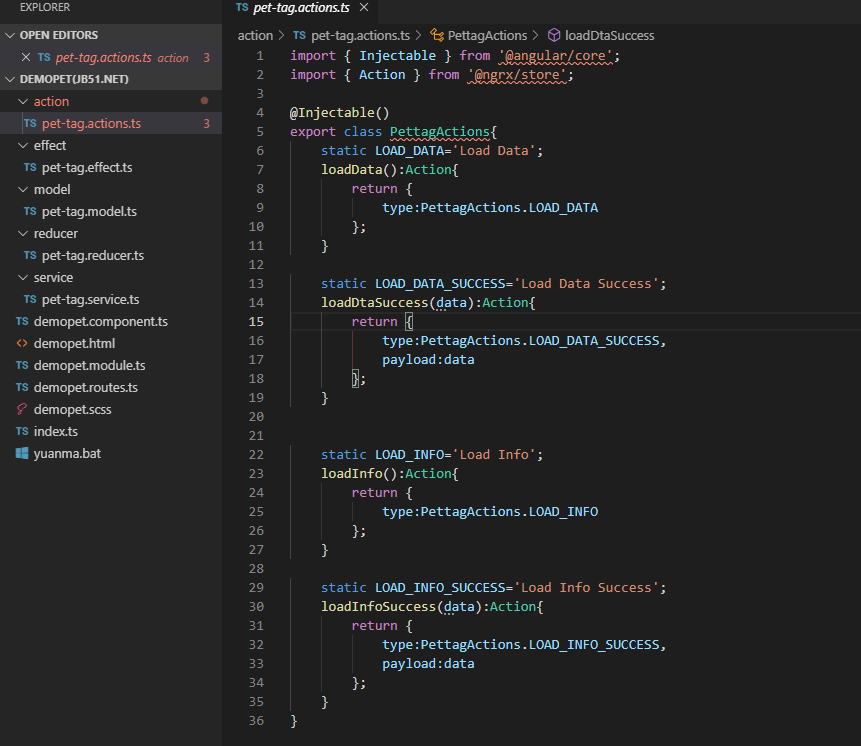 EXPLORER
OPEN EDITORS
TS pet-tag.actions.ts action 3
DEMOPET(JB51.NET)
action
TS pet-tag.actions.ts 3
effect
TS pet-tag.effect.ts
model
TS pet-tag.model.ts
reducer
TS pet-tag.reducer.ts
service
TS pet-tag.service.ts
TS demopet.component.ts
<> demopet.html
TS demopet.module.ts
TS demopet.routes.ts
demopet.scss
TS index.ts
yuanma.bat
TS pet-tag.actions.ts ×
action > TS pet-tag.actions.ts > PettagActions > loadDtaSuccess
1 import { Injectable } from '@angular/core';
2 import { Action } from '@ngrx/store';
3
4 @Injectable()
5 export class PettagActions{
6     static LOAD_DATA='Load Data';
7     loadData():Action{
8         return {
9             type:PettagActions.LOAD_DATA
10         };
11     }
12
13     static LOAD_DATA_SUCCESS='Load Data Success';
14     loadDtaSuccess(data):Action{
15         return {
16             type:PettagActions.LOAD_DATA_SUCCESS,
17             payload:data
18         };
19     }
20
21
22     static LOAD_INFO='Load Info';
23     loadInfo():Action{
24         return {
25             type:PettagActions.LOAD_INFO
26         };
27     }
28
29     static LOAD_INFO_SUCCESS='Load Info Success';
30     loadInfoSuccess(data):Action{
31         return {
32             type:PettagActions.LOAD_INFO_SUCCESS,
33             payload:data
34         };
35     }
36 }